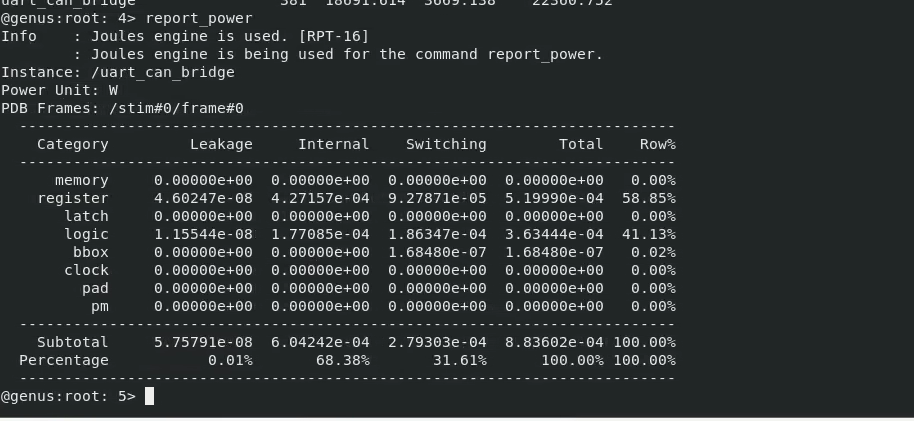 uart_can_bridge 381 18691.614 3669.138 22360.752
@genus:root: 4> report_power
Info    : Joules engine is used. [RPT-16]
        : Joules engine is being used for the command report_power.
Instance: /uart_can_bridge
Power Unit: W
PDB Frames: /stim#0/frame#0
  -------------------------------------------------------------------------
    Category         Leakage     Internal    Switching        Total    Row%
  -------------------------------------------------------------------------
      memory     0.00000e+00  0.00000e+00  0.00000e+00  0.00000e+00   0.00%
    register     4.60247e-08  4.27157e-04  9.27871e-05  5.19990e-04  58.85%
       latch     0.00000e+00  0.00000e+00  0.00000e+00  0.00000e+00   0.00%
       logic     1.15544e-08  1.77085e-04  1.86347e-04  3.63444e-04  41.13%
        bbox     0.00000e+00  0.00000e+00  1.68480e-07  1.68480e-07   0.02%
       clock     0.00000e+00  0.00000e+00  0.00000e+00  0.00000e+00   0.00%
         pad     0.00000e+00  0.00000e+00  0.00000e+00  0.00000e+00   0.00%
          pm     0.00000e+00  0.00000e+00  0.00000e+00  0.00000e+00   0.00%
  -------------------------------------------------------------------------
    Subtotal     5.75791e-08  6.04242e-04  2.79303e-04  8.83602e-04 100.00%
  Percentage           0.01%       68.38%       31.61%      100.00% 100.00%
  -------------------------------------------------------------------------
@genus:root: 5>